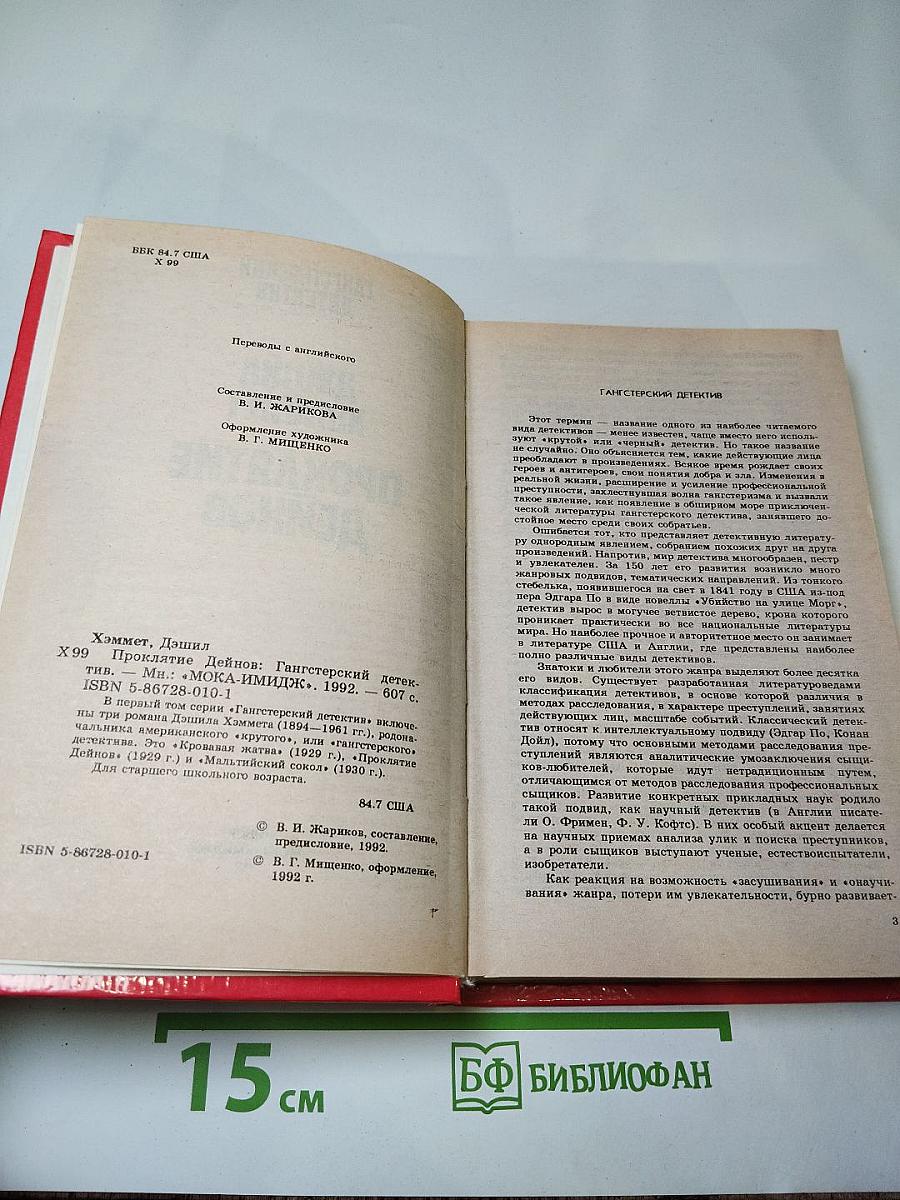 ББК 84.7 США
Х 99
Переводы с английского
Составление и предисловие
В. И. ЖАРИКОВА
Оформление художника
В. Г. МИЩЕНКО
Хэммет, Дэшил
Х 99 Проклятие Дейнов: Гангстерский детек-
тив. — Мн.: «МОКА-ИМИДЖ». 1992. — 607 с.
ISBN 5-86728-010-1
В первый том серии «Гангстерский детектив» включе-
ны три романа Дэшила Хэммета (1894—1961 гг.), родона-
чальника американского «крутого», или «гангстерского»
детектива. Это «Кровавая жатва» (1929 г.), «Проклятие
Дейнов» (1929 г.) и «Мальтийский сокол» (1930 г.).
Для старшего школьного возраста.
84.7 США
© В. И. Жариков, составление,
предисловие, 1992.
ISBN 5-86728-010-1
© В. Г. Мищенко, оформление,
1992 г.
ГАНГСТЕРСКИЙ ДЕТЕКТИВ
Этот термин — название одного из наиболее читаемого
вида детективов — менее известен, чаще вместо него исполь-
зуют «крутой» или «черный» детектив. Но такое название
не случайно. Оно объясняется тем, какие действующие лица
преобладают в произведениях. Всякое время рождает своих
героев и антигероев, свои понятия добра и зла. Изменения в
реальной жизни, расширение и усиление профессиональной
преступности, захлестнувшая волна гангстеризма и вызвали
такое явление, как появление в обширном море приключен-
ческой литературы гангстерского детектива, занявшего до-
стойное место среди своих собратьев.
Ошибается тот, кто представляет детективную литерату-
ру однородным явлением, собранием похожих друг на друга
произведений. Напротив, мир детектива многообразен, пестр
и увлекателен. За 150 лет его развития возникло много
жанровых подвидов, тематических направлений. Из тонкого
стебелька, появившегося на свет в 1841 году в США из-под
пера Эдгара По в виде новеллы «Убийство на улице Морг»,
детектив вырос в могучее ветвистое дерево, крона которого
проникает практически во все национальные литературы
мира. Но наиболее прочное и авторитетное место он занимает
в литературе США и Англии, где представлены наиболее
полно различные виды детективов.
Знатоки и любители этого жанра выделяют более десятка
его видов. Существует разработанная литературоведами
классификация детективов, в основе которой различия в
методах расследования, в характере преступлений, занятиях
действующих лиц, масштабе событий. Классический детек-
тив относят к интеллектуальному подвиду (Эдгар По, Конан
Дойл), потому что основными методами расследования пре-
ступлений являются аналитические умозаключения сыщи-
ков-любителей, которые идут нетрадиционным путем,
отличающимся от методов расследования профессиональных
сыщиков. Развитие конкретных прикладных наук родило
такой подвид, как научный детектив (в Англии писате-
ли О. Фримен, Ф. У. Кофтс). В них особый акцент делается
на научных приемах анализа улик и поиска преступников,
а в роли сыщиков выступают ученые, естествоиспытатели,
изобретатели.
Как реакция на возможность «засушивания» и «онаучи-
вания» жанра, потери им увлекательности, бурно развивает-
3
15 см
БФ БИБЛИОФАН